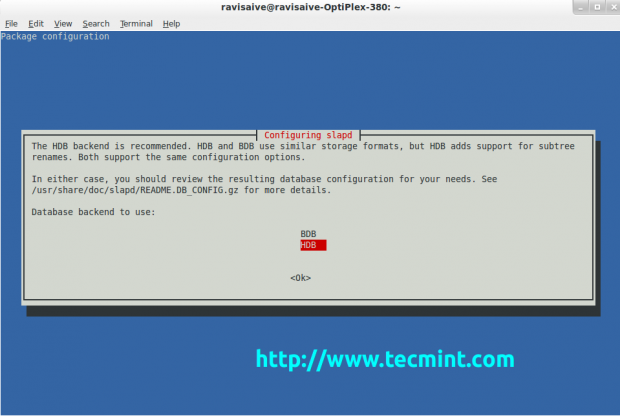 ravisaive@ravisaive-OptiPlex-380: ~
File Edit View Search Terminal Help
Package configuration
Configuring slapd
The HDB backend is recommended. HDB and BDB use similar storage formats, but HDB adds support for subtree
renames. Both support the same configuration options.
In either case, you should review the resulting database configuration for your needs. See
/usr/share/doc/slapd/README.DB_CONFIG.gz for more details.
Database backend to use:
BDB
HDB
<Ok>
http://www.tecmint.com